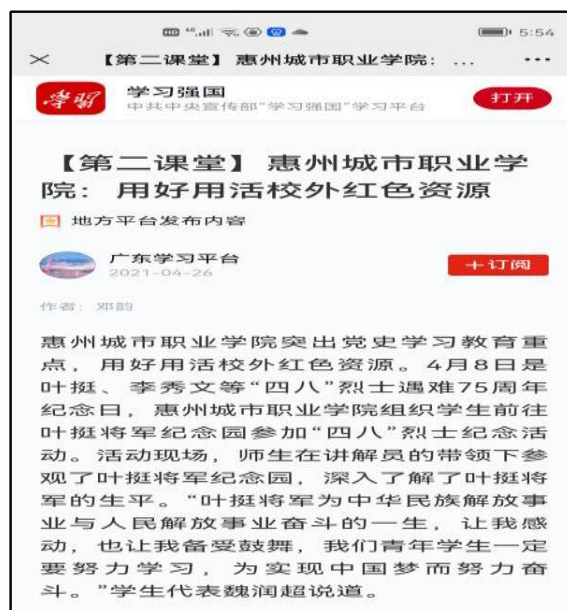 HD 46 5:54
【第二课堂】惠州城市职业学院：...
学习强国
中共中央宣传部“学习强国”学习平台
打开
【第二课堂】惠州城市职业学
院：用好用活校外红色资源
地方平台发布内容
广东学习平台
2021-04-26
+订阅
作者：邓韵
惠州城市职业学院突出党史学习教育重
点，用好用活校外红色资源。4月8日是
叶挺、李秀文等“四八”烈士遇难75周年
纪念日，惠州城市职业学院组织学生前往
叶挺将军纪念园参加“四八”烈士纪念活
动。活动现场，师生在讲解员的带领下参
观了叶挺将军纪念园，深入了解了叶挺将
军的生平。“叶挺将军为中华民族解放事
业与人民解放事业奋斗的一生，让我感
动，也让我备受鼓舞，我们青年学生一定
要努力学习，为实现中国梦而努力奋
斗。”学生代表魏润超说道。